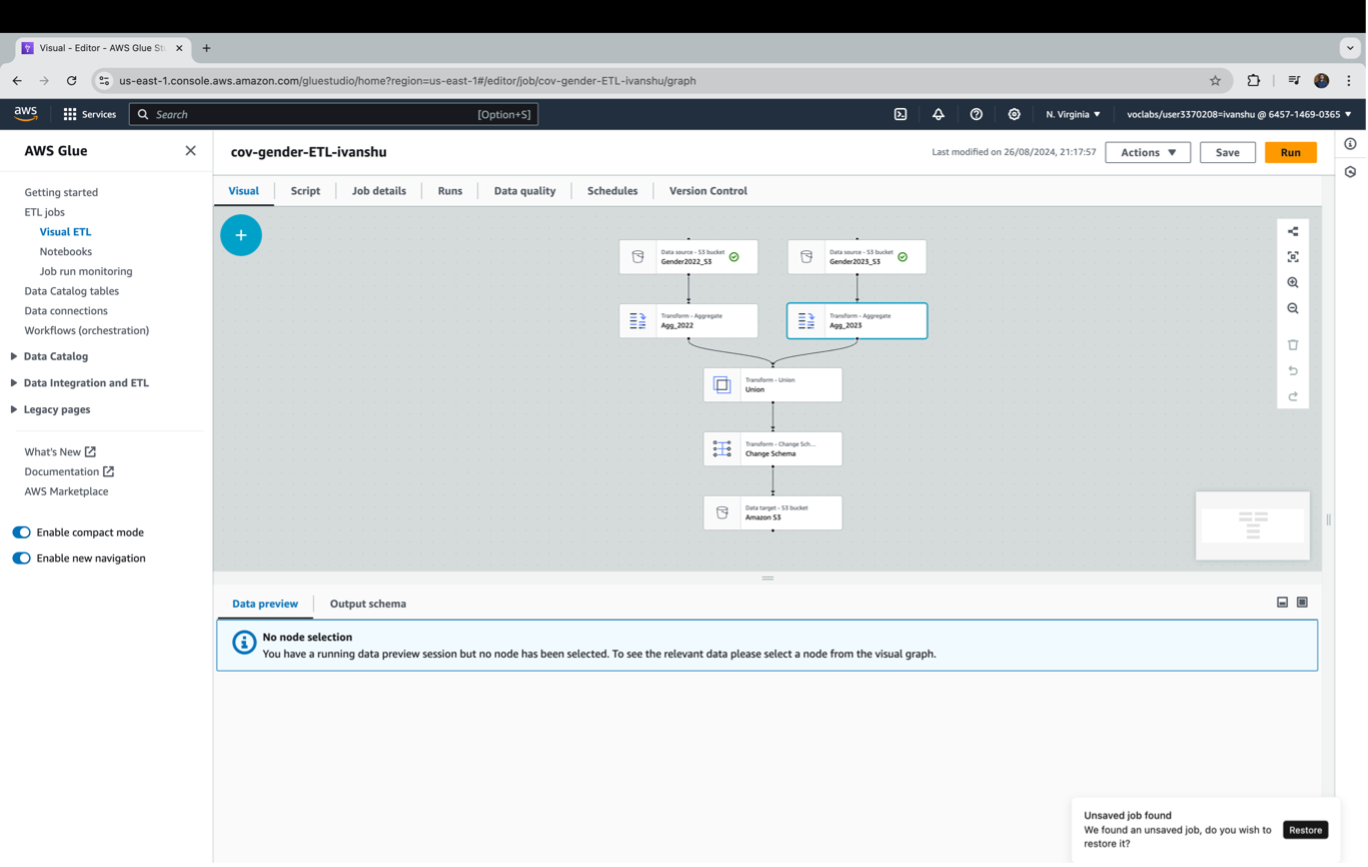 Visual - Editor - AWS Glue St
us-east-1.console.aws.amazon.com/gluestudio/home?region=us-east-1#/editor/job/cov-gender-ETL-ivanshu/graph
aws
Services
Search
[Option+S]
N. Virginia
voclabs/user3370208=ivanshu @ 6457-1469-0365
AWS Glue
Getting started
ETL jobs
Visual ETL
Notebooks
Job run monitoring
Data Catalog tables
Data connections
Workflows (orchestration)
Data Catalog
Data Integration and ETL
Legacy pages
What's New
Documentation
AWS Marketplace
Enable compact mode
Enable new navigation
cov-gender-ETL-ivanshu
Last modified on 26/08/2024, 21:17:57
Actions
Save
Run
Visual
Script
Job details
Runs
Data quality
Schedules
Version Control
Data source - S3 bucket
Gender2022_S3
Data source - S3 bucket
Gender2023_S3
Transform - Aggregate
Agg_2022
Transform - Aggregate
Agg_2023
Transform - Union
Union
Transform - Change Sch...
Change Schema
Data target - S3 bucket
Amazon S3
Data preview
Output schema
No node selection
You have a running data preview session but no node has been selected. To see the relevant data please select a node from the visual graph.
Unsaved job found
We found an unsaved job, do you wish to
restore it?
Restore